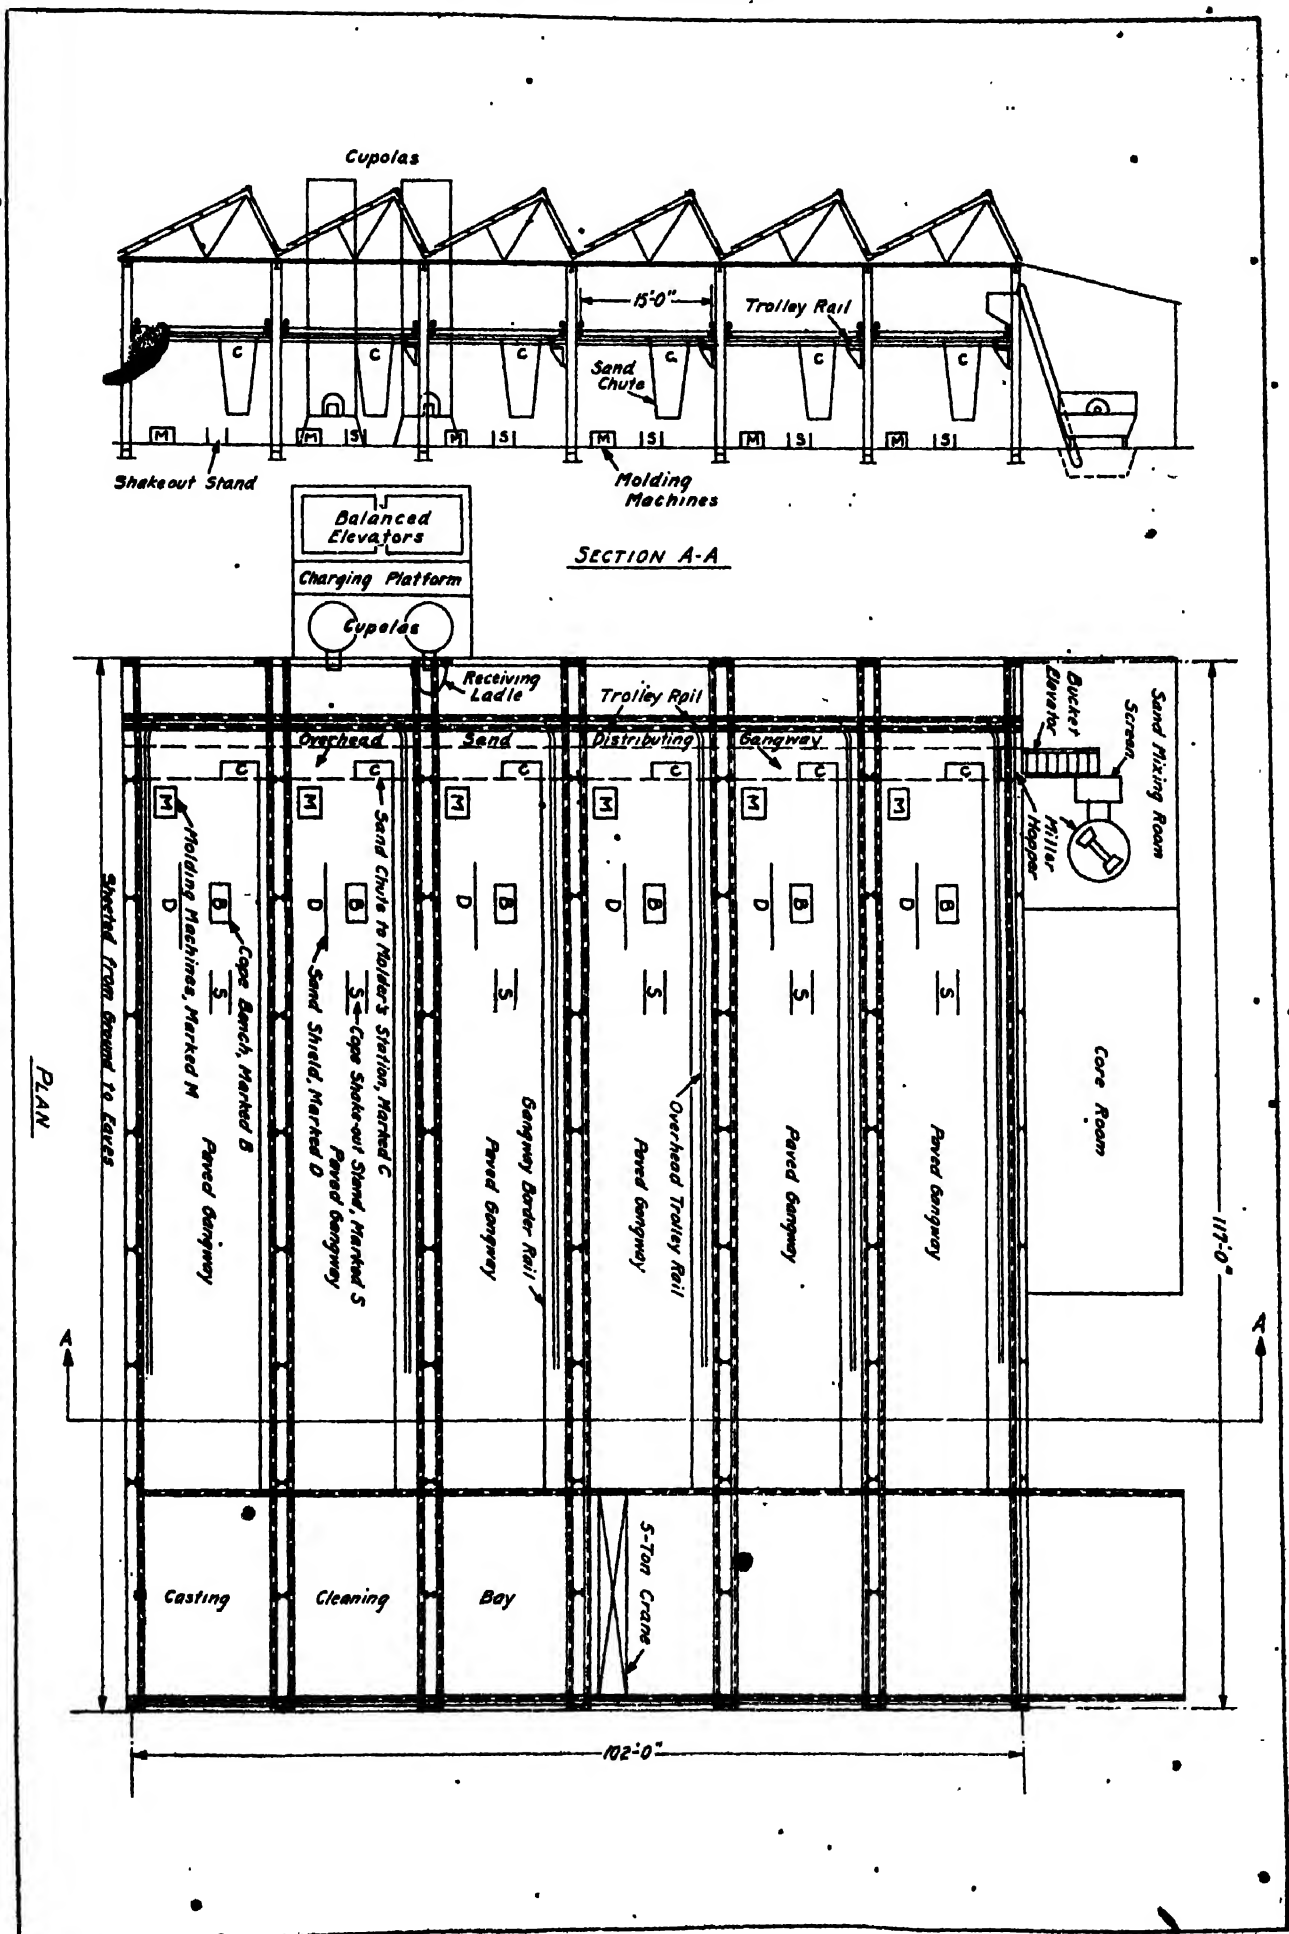 Cupolas
15'-0"
Trolley Rail
C
C
C
C
C
C
Sand
Chute
M
M
S
M
S
M
S
M
S
M
S
Shakeout Stand
Molding
Machines
Balanced
Elevators
SECTION A-A
Charging Platform
Cupolas
Receiving
Ladle
Trolley Rail
Bucket
Elevator
Screen
Sand Mixing Room
Overhead
Sand
Distributing
Gangway
C
C
C
C
C
C
M
M
M
M
M
M
Miller
Hopper
D
B
D
B
D
B
D
B
D
B
D
B
S
S
S
S
S
S
Molding Machines, Marked M
Cope Bench, Marked B
Sand Shield, Marked D
Cope Shake-out Stand, Marked S
Sand Chute to Molder's Station, Marked C
Sheeted from Ground to Eaves
PLAN
Paved Gangway
Paved Gangway
Paved Gangway
Gangway Border Rail
Paved Gangway
Overhead Trolley Rail
Paved Gangway
Paved Gangway
Core Room
117'-0"
A
A
Casting
Cleaning
Bay
5-Ton Crane
102'-0"